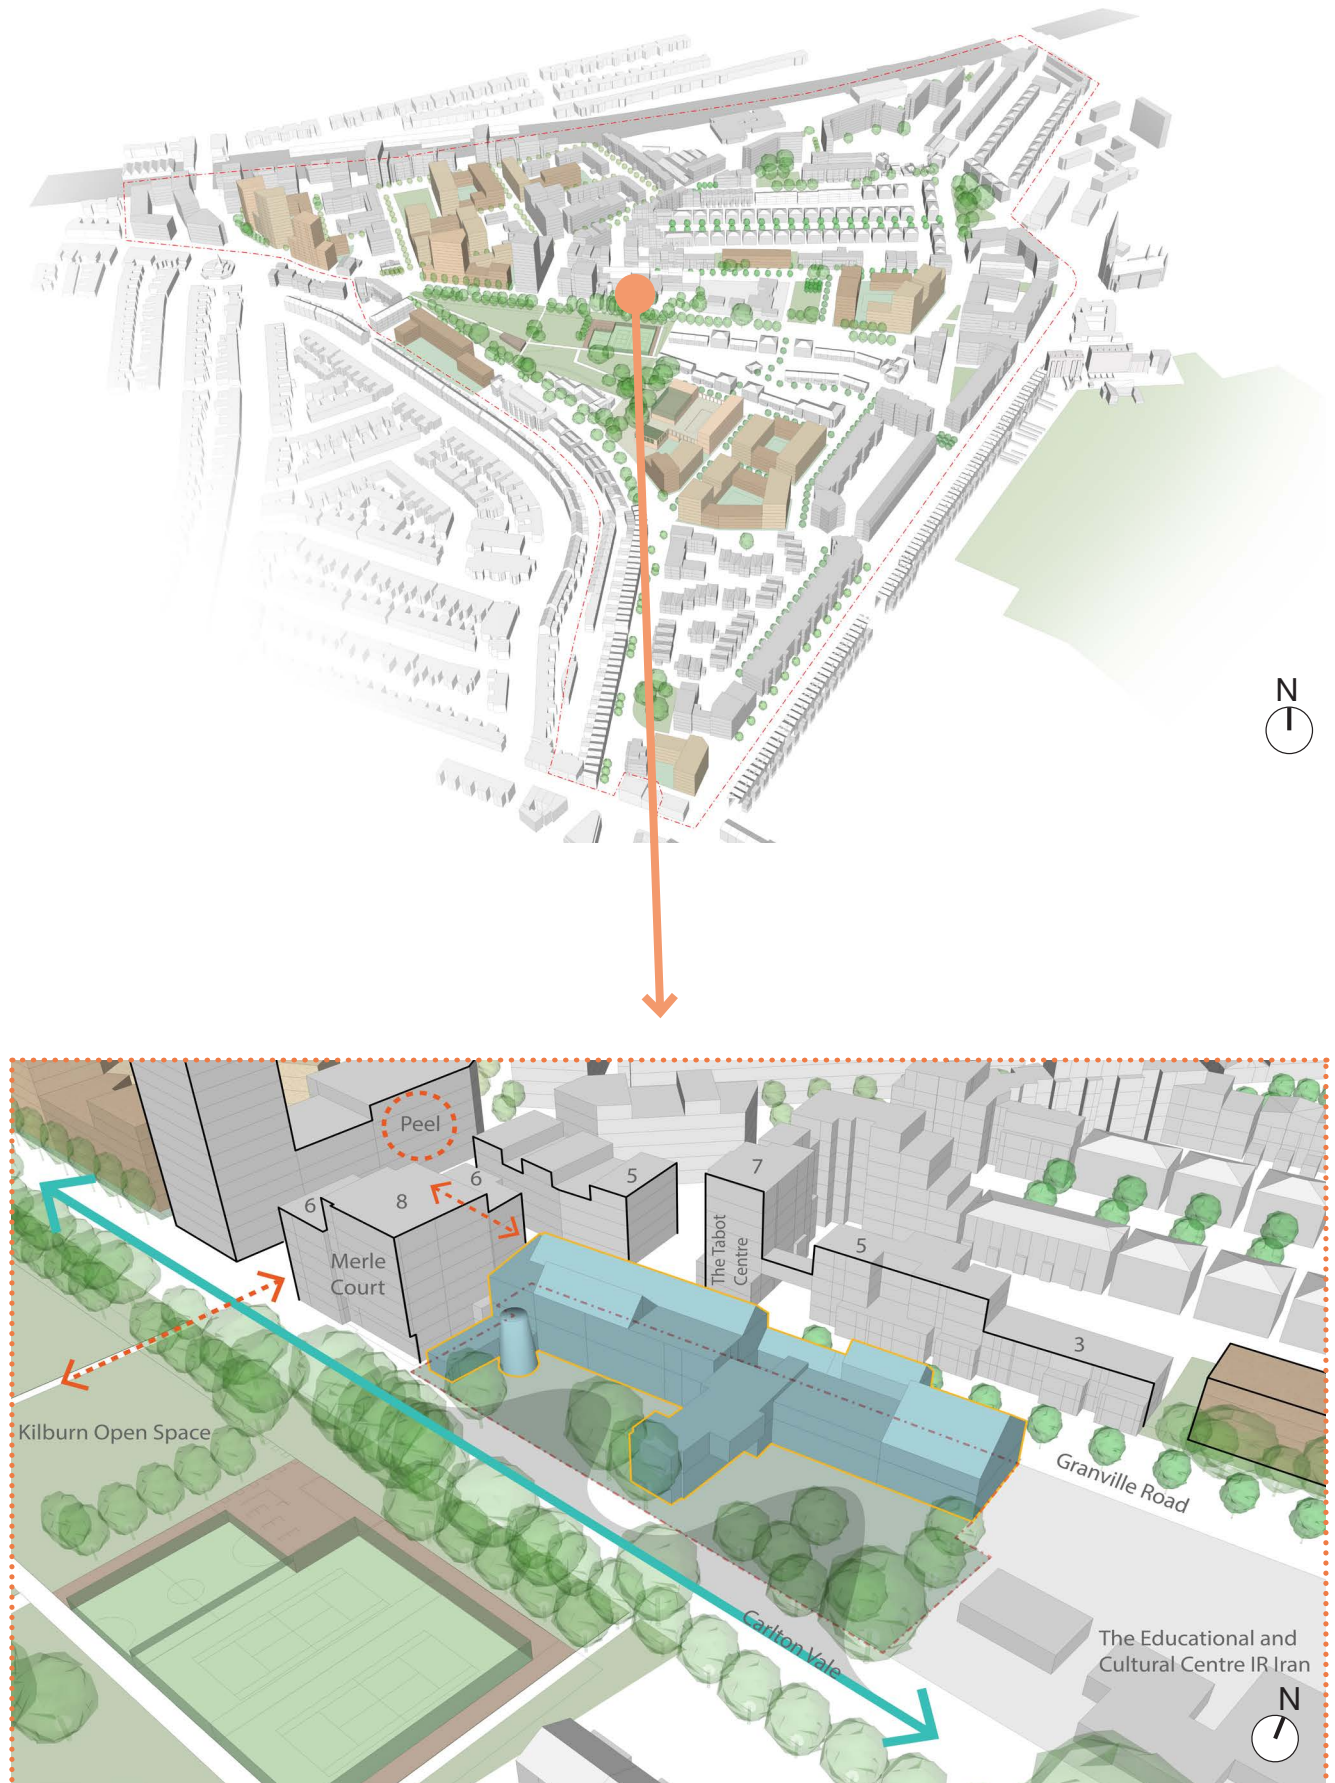 N
Peel
6
5
7
8
6
The Tabot
Centre
5
Merle
Court
3
Kilburn Open Space
Granville Road
Carlton Vale
The Educational and
Cultural Centre IR Iran
N